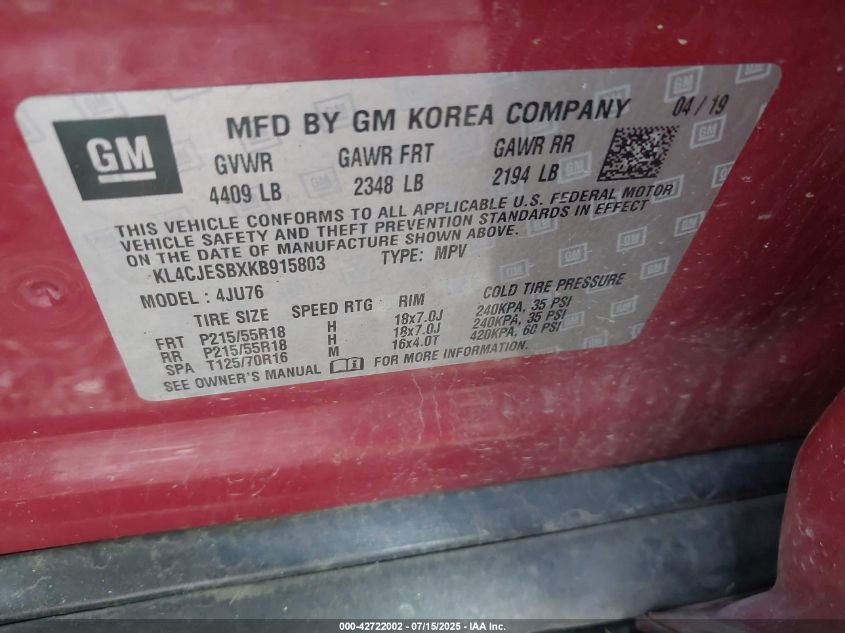 GM
MFD BY GM KOREA COMPANY 04 / 19
GVWR GAWR FRT GAWR RR
4409 LB 2348 LB 2194 LB
THIS VEHICLE CONFORMS TO ALL APPLICABLE U.S. FEDERAL MOTOR
VEHICLE SAFETY AND THEFT PREVENTION STANDARDS IN EFFECT
ON THE DATE OF MANUFACTURE SHOWN ABOVE.
KL4CJESBXKB915803 TYPE: MPV
MODEL: 4JU76
TIRE SIZE SPEED RTG RIM COLD TIRE PRESSURE
FRT P215/55R18 H 18x7.0J 240KPA, 35 PSI
RR P215/55R18 H 18x7.0J 240KPA, 35 PSI
SPA T125/70R16 M 16x4.0T 420KPA, 60 PSI
SEE OWNER'S MANUAL FOR MORE INFORMATION.
000-42722002 - 07/15/2025 - IAA Inc.